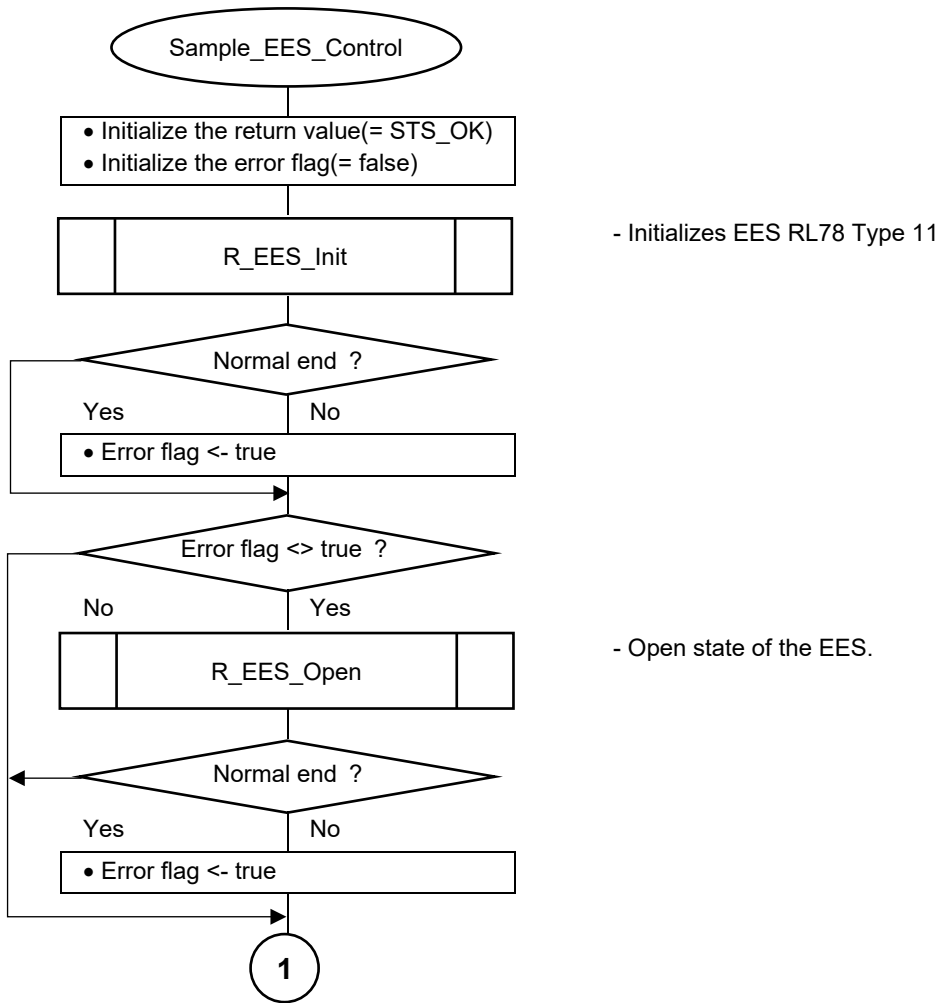 Sample_EES_Control
• Initialize the return value(= STS_OK)
• Initialize the error flag(= false)
R_EES_Init
- Initializes EES RL78 Type 11
Normal end ?
Yes
No
• Error flag <- true
Error flag <> true ?
No
Yes
R_EES_Open
- Open state of the EES.
Normal end ?
Yes
No
• Error flag <- true
1